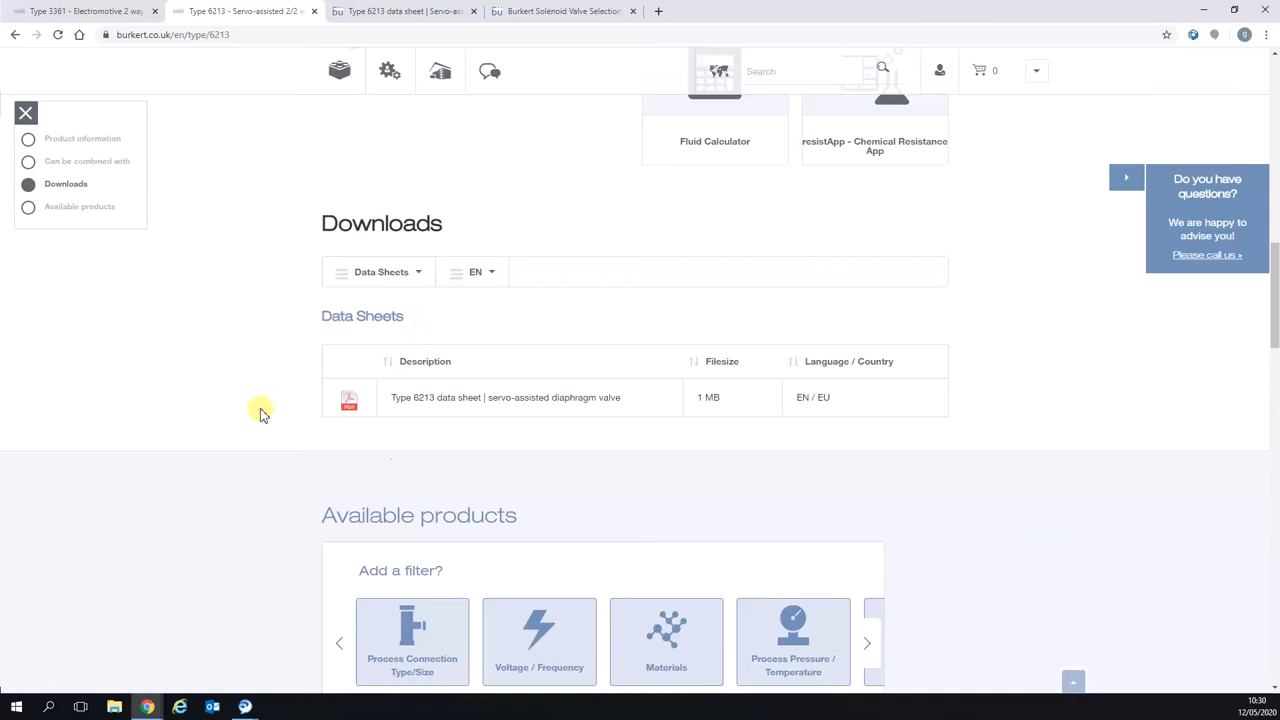 Type 3361 - Electromotive 2 way
Type 6213 - Servo-assisted 2/2 w
Type 6213 data sheet | Servo-ass
Burkert Solenoid Valve Selection
burkert.co.uk/en/type/6213
Search
0
Product information
Can be combined with
Downloads
Available products
Fluid Calculator
resistApp - Chemical Resistance
App
Do you have
questions?
We are happy to
advise you!
Please call us »
Downloads
Data Sheets
EN
Data Sheets
Description
Filesize
Language / Country
PDF
Type 6213 data sheet | servo-assisted diaphragm valve
1 MB
EN / EU
Available products
Add a filter?
Process Connection
Type/Size
Voltage / Frequency
Materials
Process Pressure /
Temperature
10:30
12/05/2020